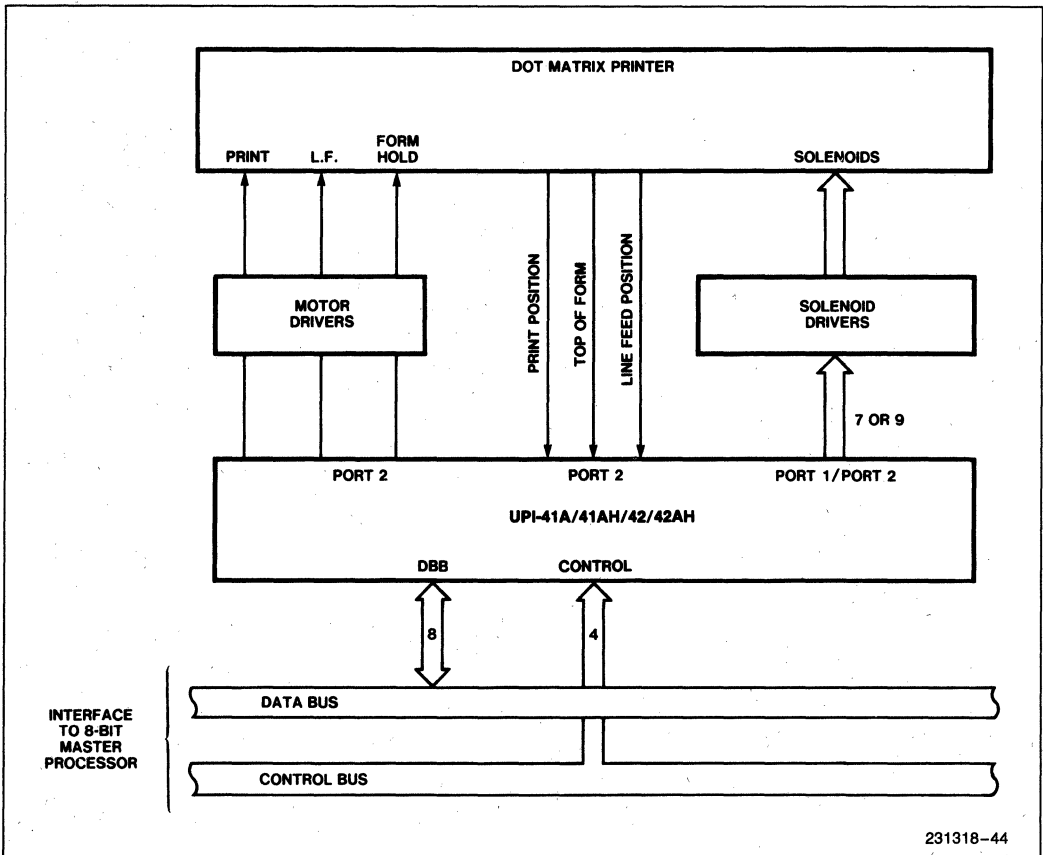 DOT MATRIX PRINTER
PRINT
L.F.
FORM
HOLD
SOLENOIDS
MOTOR
DRIVERS
PRINT POSITION
TOP OF FORM
LINE FEED POSITION
SOLENOID
DRIVERS
7 OR 9
PORT 2
PORT 2
PORT 1/PORT 2
UPI-41A/41AH/42/42AH
DBB
CONTROL
8
4
INTERFACE
TO 8-BIT
MASTER
PROCESSOR
DATA BUS
CONTROL BUS
231318-44